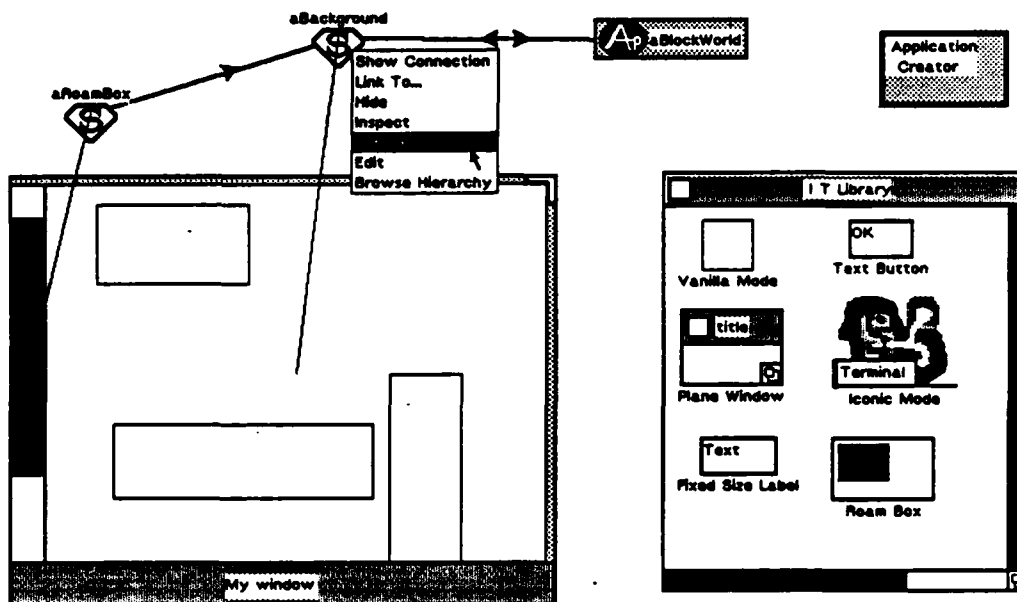 aBackground
S
Ap
aBlockWorld
Application
Creator
aRoamBox
S
Show Connection
Link To...
Hide
Inspect
Edit
Browse Hierarchy
I T Library
OK
Vanilla Mode
Text Button
title
Terminal
Plane Window
Iconic Mode
Text
Fixed Size Label
Roam Box
My window